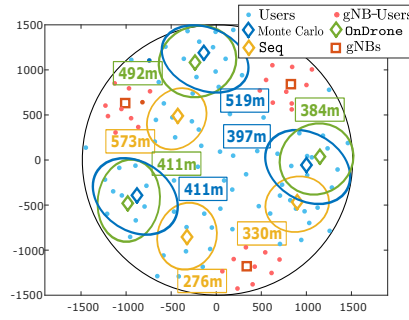 Users gNB-Users
Monte Carlo OnDrone
Seq gNBs
1500
1000
500
0
-500
-1000
-1500
492m
519m
384m
573m
397m
411m
411m
330m
276m
-1500 -1000 -500 0 500 1000 1500